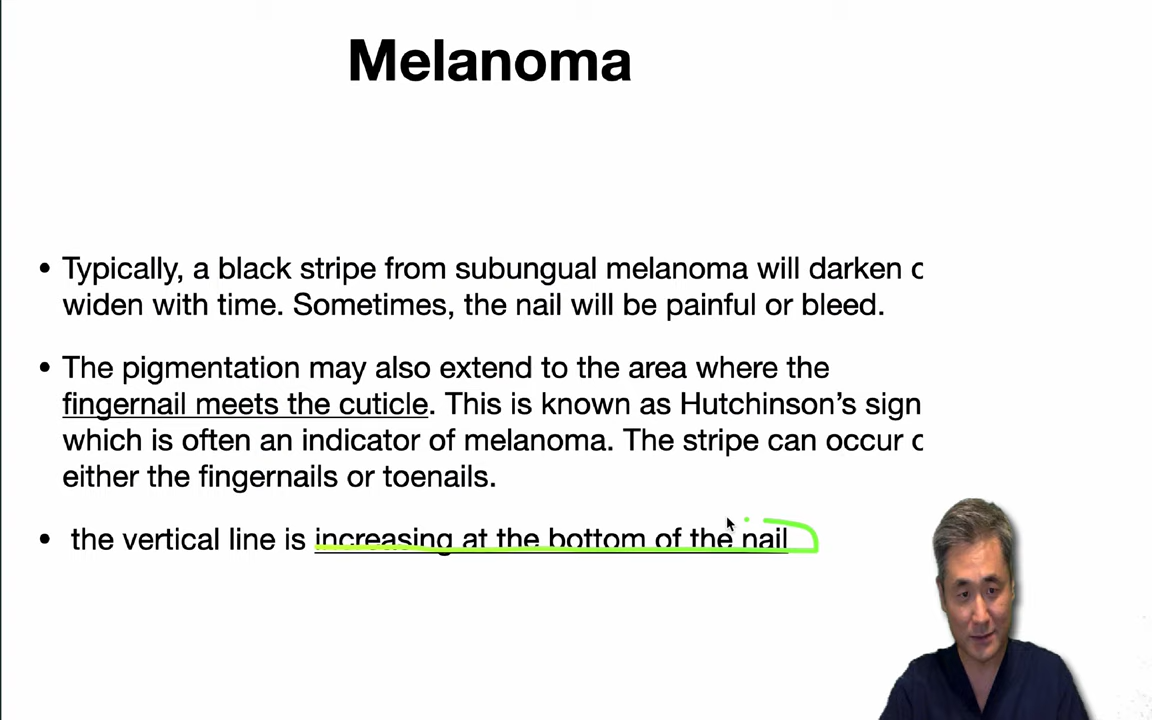 Melanoma
• Typically, a black stripe from subungual melanoma will darken
widen with time. Sometimes, the nail will be painful or bleed.
• The pigmentation may also extend to the area where the
fingernail meets the cuticle. This is known as Hutchinson’s sign
which is often an indicator of melanoma. The stripe can occur
either the fingernails or toenails.
• the vertical line is increasing at the bottom of the nail